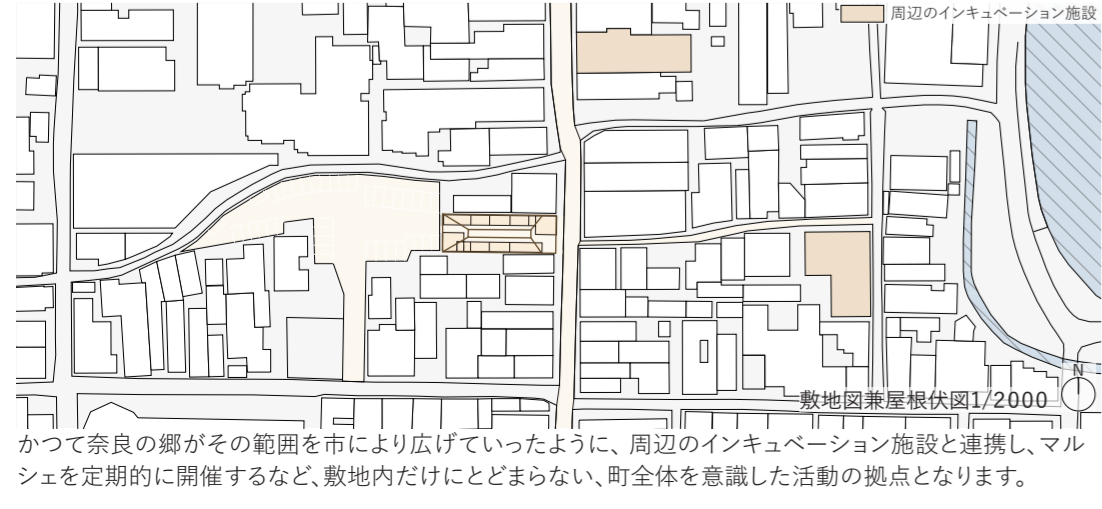 周辺のインキュベーション施設
N
敷地図兼屋根伏図1/2000
かつて奈良の郷がその範囲を市により広げていったように、周辺のインキュベーション施設と連携し、マル
シェを定期的に開催するなど、敷地内だけにとどまらない、町全体を意識した活動の拠点となります。